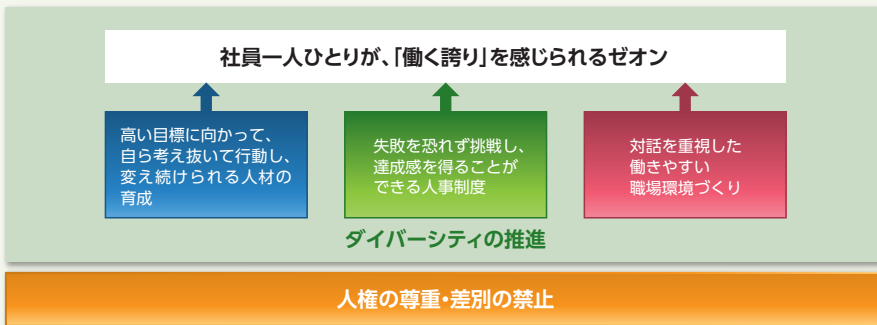 社員一人ひとりが、「働く誇り」を感じられるゼオン
高い目標に向かって、
自ら考え抜いて行動し、
変え続けられる人材の
育成
失敗を恐れず挑戦し、
達成感を得ることが
できる人事制度
対話を重視した
働きやすい
職場環境づくり
ダイバーシティの推進
人権の尊重・差別の禁止